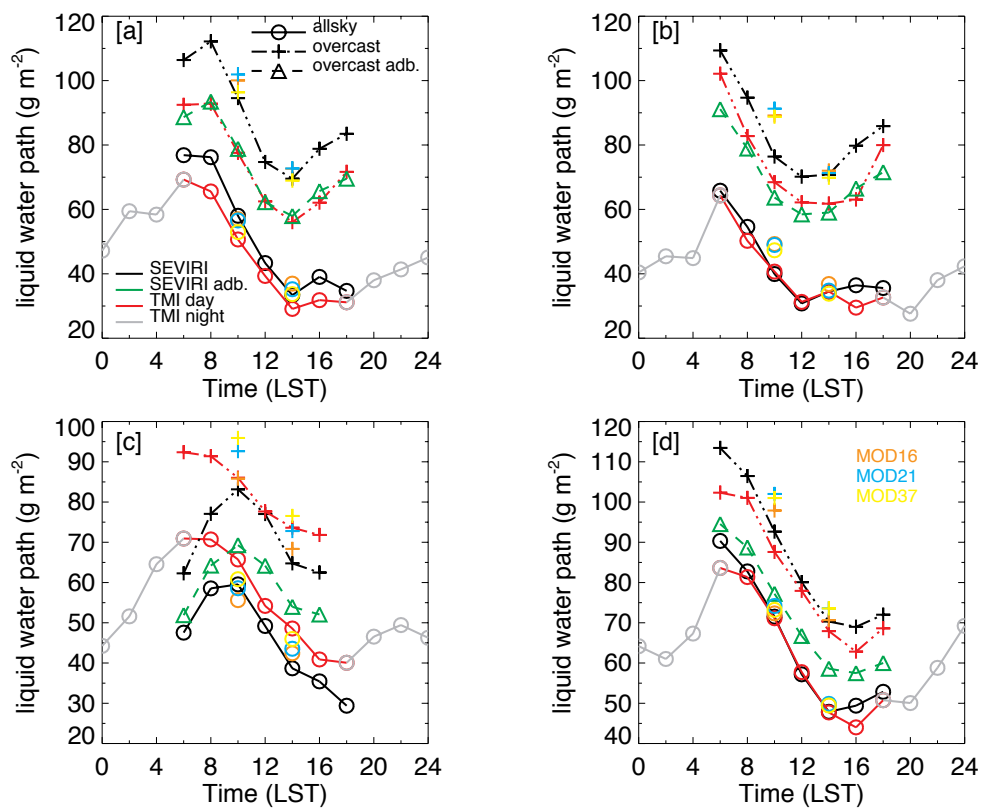 [a]
allsky
overcast
overcast adb.
SEVIRI
SEVIRI adb.
TMI day
TMI night
liquid water path (g m-2)
120
100
80
60
40
20
0 4 8 12 16 20 24
Time (LST)
[b]
liquid water path (g m-2)
120
100
80
60
40
20
0 4 8 12 16 20 24
Time (LST)
[c]
liquid water path (g m-2)
100
90
80
70
60
50
40
30
20
0 4 8 12 16 20 24
Time (LST)
[d]
MOD16
MOD21
MOD37
liquid water path (g m-2)
120
110
100
90
80
70
60
50
40
0 4 8 12 16 20 24
Time (LST)